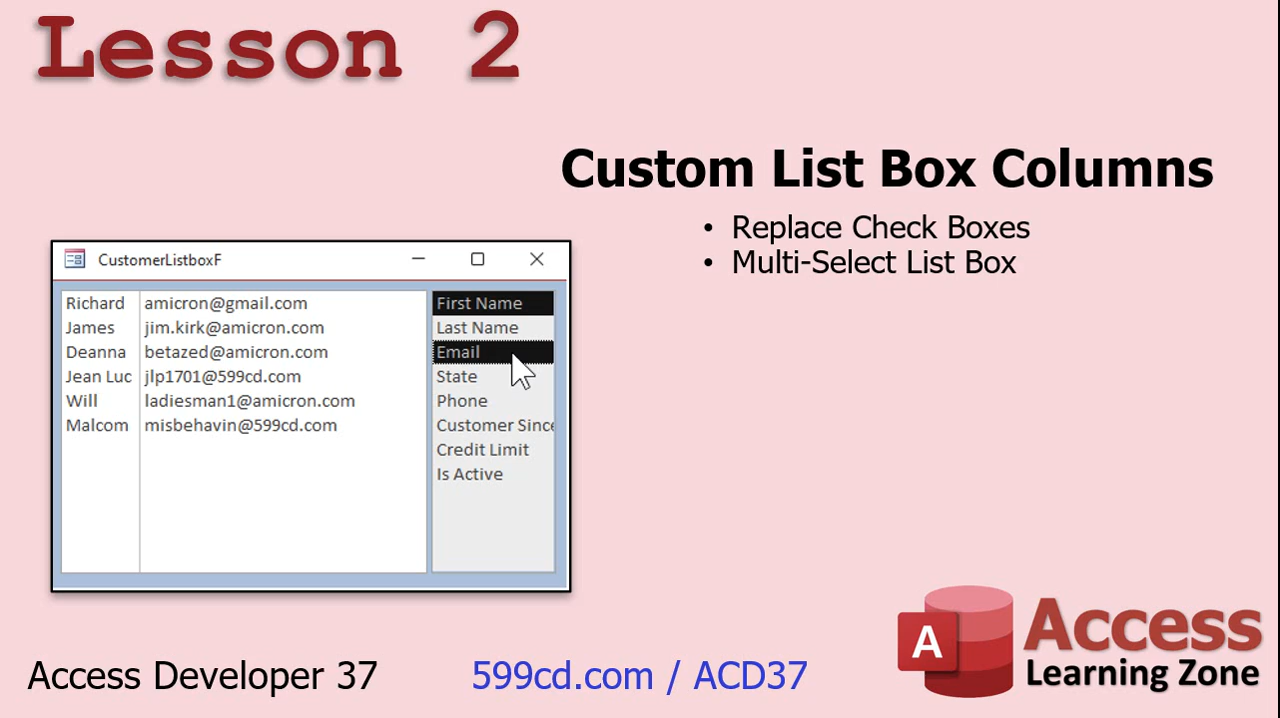 Lesson 2
Custom List Box Columns
• Replace Check Boxes
• Multi-Select List Box
CustomerListboxF
Richard amicron@gmail.com
James jim.kirk@amicron.com
Deanna betazed@amicron.com
Jean Luc jlp1701@599cd.com
Will ladiesman1@amicron.com
Malcom misbehavin@599cd.com
First Name
Last Name
Email
State
Phone
Customer Since
Credit Limit
Is Active
Access Developer 37
599cd.com / ACD37
A
Access
Learning Zone